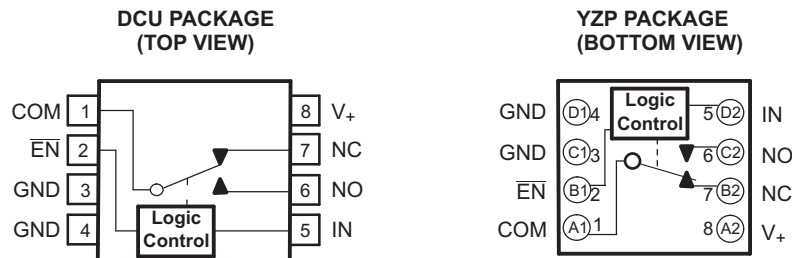 DCU PACKAGE
(TOP VIEW)
COM 1
EN 2
GND 3
GND 4
8 V+
7 NC
6 NO
5 IN
Logic
Control
YZP PACKAGE
(BOTTOM VIEW)
GND D1 4
GND C1 3
EN B1 2
COM A1 1
Logic
Control
5 D2 IN
6 C2 NO
7 B2 NC
8 A2 V+